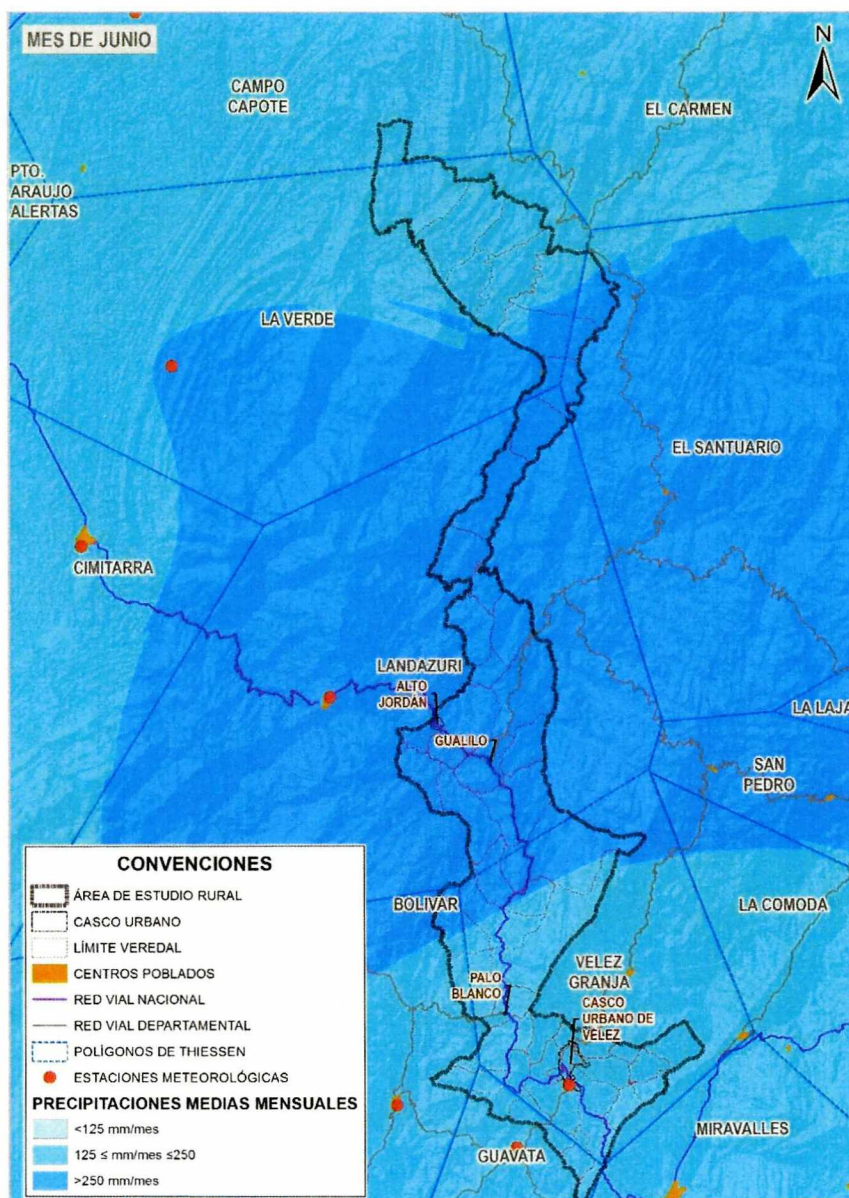 MES DE JUNIO
N
CAMPO
CAPOTE
EL CARMEN
PTO.
ARAUJO
ALERTAS
LA VERDE
EL SANTUARIO
CIMITARRA
LANDAZURI
ALTO
JORDÁN
GUALILO
LA LAJA
SAN
PEDRO
BOLIVAR
LA COMODA
VELEZ
GRANJA
PALO
BLANCO
CASCO
URBANO DE
VÉLEZ
MIRAVALLES
GUAVATA
CONVENCIONES
ÁREA DE ESTUDIO RURAL
CASCO URBANO
LÍMITE VEREDAL
CENTROS POBLADOS
RED VIAL NACIONAL
RED VIAL DEPARTAMENTAL
POLÍGONOS DE THIESSEN
ESTACIONES METEOROLÓGICAS
PRECIPITACIONES MEDIAS MENSUALES
<125 mm/mes
125 ≤ mm/mes ≤250
>250 mm/mes